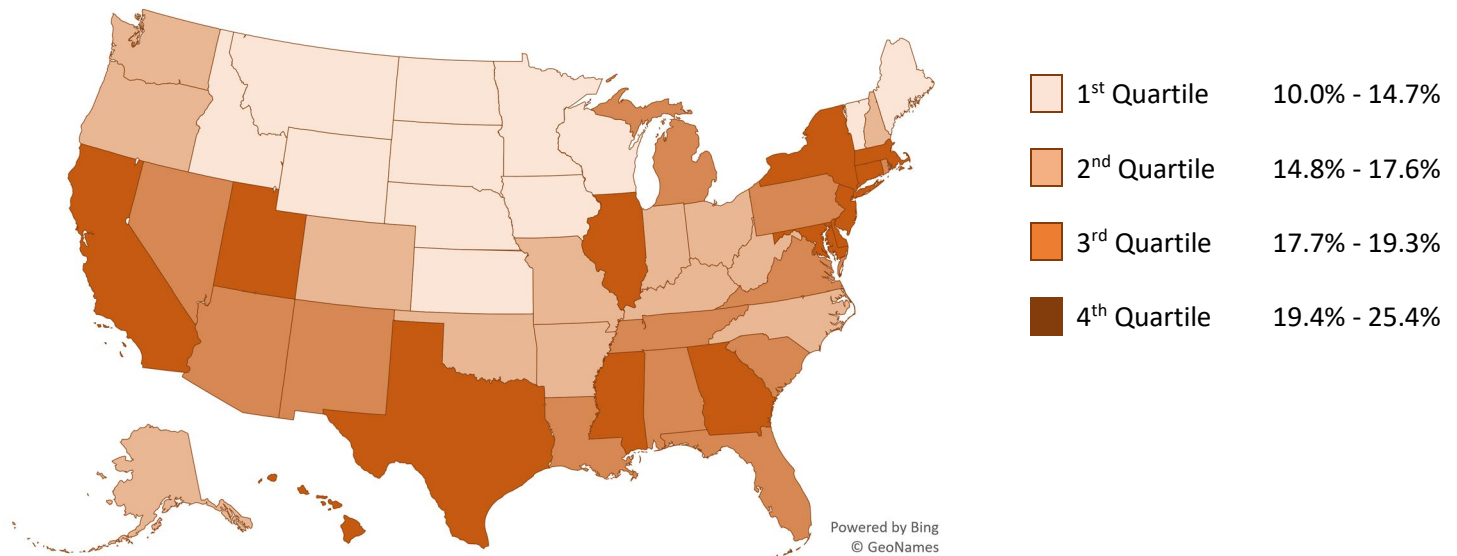 1st Quartile 10.0% - 14.7%
2nd Quartile 14.8% - 17.6%
3rd Quartile 17.7% - 19.3%
4th Quartile 19.4% - 25.4%
Powered by Bing
© GeoNames